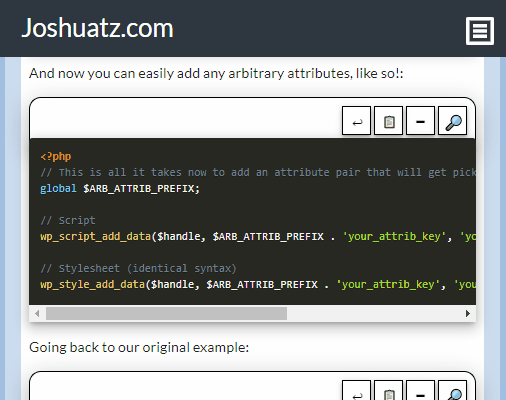 Joshuatz.com
And now you can easily add any arbitrary attributes, like so!:
<?php
// This is all it takes now to add an attribute pair that will get pick
global $ARB_ATTRIB_PREFIX;
// Script
wp_script_add_data($handle, $ARB_ATTRIB_PREFIX . 'your_attrib_key', 'yo
// Stylesheet (identical syntax)
wp_style_add_data($handle, $ARB_ATTRIB_PREFIX . 'your_attrib_key', 'you
Going back to our original example: